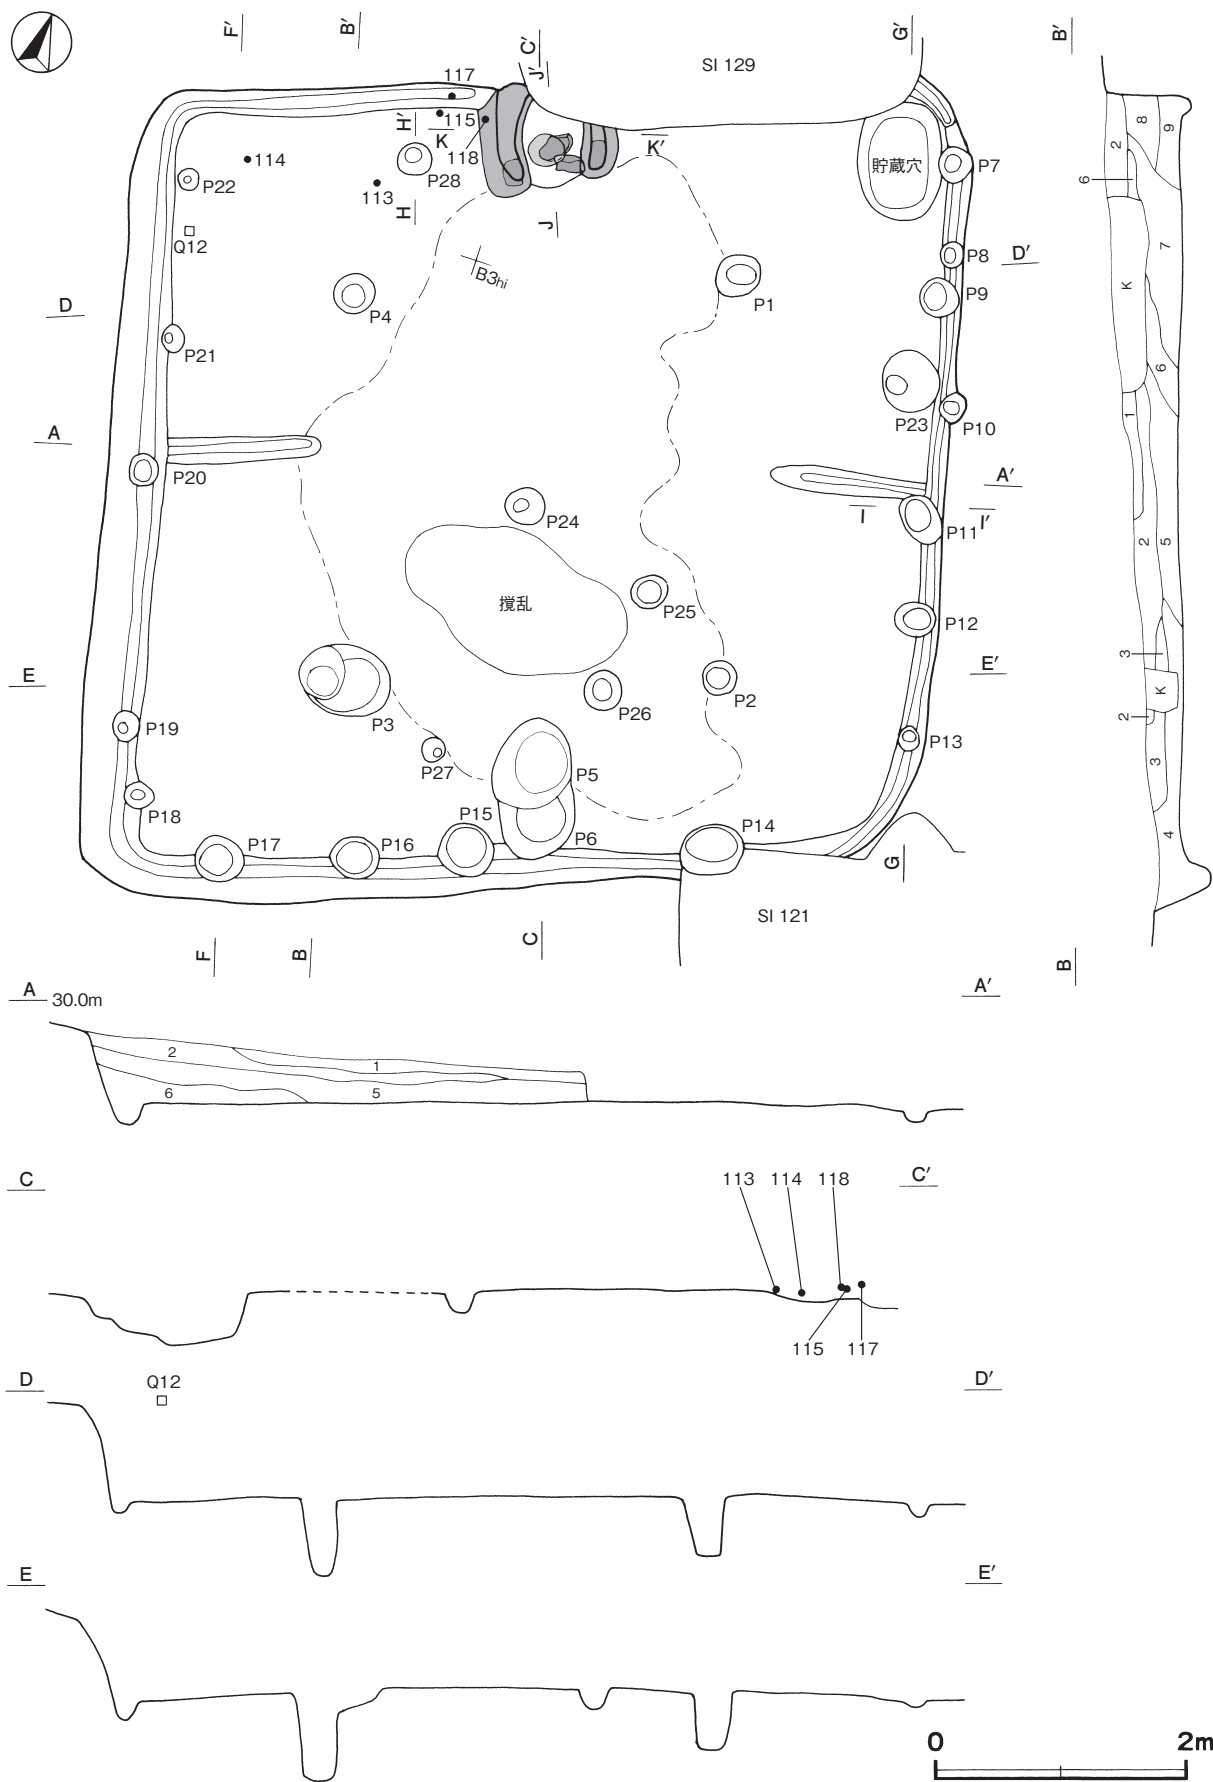 F′
B′
C′
J′
G′
B′
SI 129
117
H′
115
K
118
K′
貯蔵穴
114
P28
P7
P22
113
H
J
Q12
B3hi
P8
D′
D
P4
P1
P9
P21
A
P23
P10
P20
A′
I
I′
P24
P11
撹乱
P25
P12
E
E′
P3
P26
P2
P19
P27
P5
P13
P18
P15
P14
P17
P16
P6
G
SI 121
F
B
C
B
2
8
9
6
7
K
6
1
2
5
3
K
2
3
4
A
30.0m
A′
2
1
6
5
C
113
114
118
C′
115
117
D
Q12
D′
E
E′
0
2m